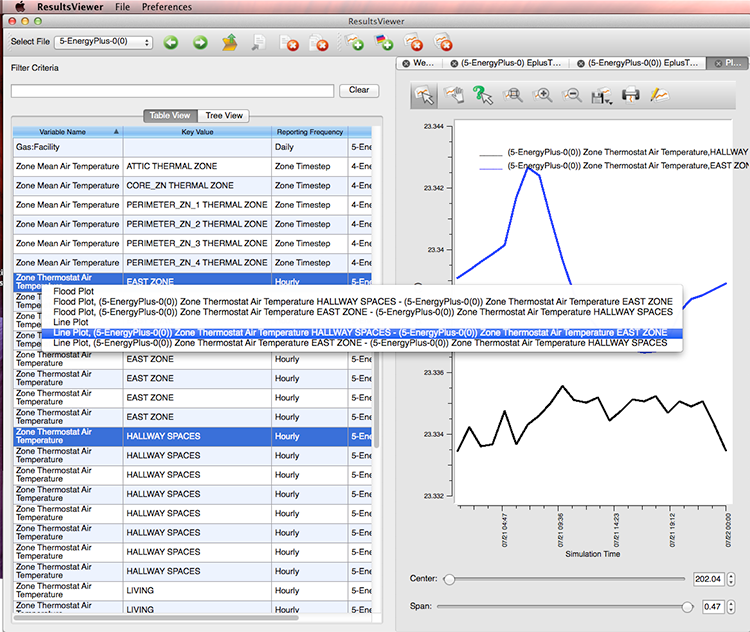 ResultsViewer File Preferences
ResultsViewer
Select File 5-EnergyPlus-0(0)
We... (5-EnergyPlus-0) EplusT... (5-EnergyPlus-0(0)) EplusT... Pl...
Filter Criteria
Clear
Table View Tree View
Variable Name Key Value Reporting Frequency
Gas:Facility Daily 5-Ene
Zone Mean Air Temperature ATTIC THERMAL ZONE Zone Timestep 4-Ene
Zone Mean Air Temperature CORE_ZN THERMAL ZONE Zone Timestep 4-Ene
Zone Mean Air Temperature PERIMETER_ZN_1 THERMAL ZONE Zone Timestep 4-Ene
Zone Mean Air Temperature PERIMETER_ZN_2 THERMAL ZONE Zone Timestep 4-Ene
Zone Mean Air Temperature PERIMETER_ZN_3 THERMAL ZONE Zone Timestep 4-Ene
Zone Mean Air Temperature PERIMETER_ZN_4 THERMAL ZONE Zone Timestep 4-Ene
Zone Thermostat Air
EAST ZONE Hourly 5-Ene
Flood Plot
Flood Plot, (5-EnergyPlus-0(0)) Zone Thermostat Air Temperature HALLWAY SPACES - (5-EnergyPlus-0(0)) Zone Thermostat Air Temperature EAST ZONE
Flood Plot, (5-EnergyPlus-0(0)) Zone Thermostat Air Temperature EAST ZONE - (5-EnergyPlus-0(0)) Zone Thermostat Air Temperature HALLWAY SPACES
Line Plot
Line Plot, (5-EnergyPlus-0(0)) Zone Thermostat Air Temperature HALLWAY SPACES - (5-EnergyPlus-0(0)) Zone Thermostat Air Temperature EAST ZONE
Line Plot, (5-EnergyPlus-0(0)) Zone Thermostat Air Temperature EAST ZONE - (5-EnergyPlus-0(0)) Zone Thermostat Air Temperature HALLWAY SPACES
Zone Thermostat Air
Temperature EAST ZONE Hourly 5-Ene
Zone Thermostat Air
Temperature EAST ZONE Hourly 5-Ene
Zone Thermostat Air
Temperature EAST ZONE Hourly 5-Ene
Zone Thermostat Air
Temperature EAST ZONE Hourly 5-Ene
Zone Thermostat Air
Temperature HALLWAY SPACES Hourly 5-Ene
Zone Thermostat Air
Temperature HALLWAY SPACES Hourly 5-Ene
Zone Thermostat Air
Temperature HALLWAY SPACES Hourly 5-Ene
Zone Thermostat Air
Temperature HALLWAY SPACES Hourly 5-Ene
Zone Thermostat Air
Temperature HALLWAY SPACES Hourly 5-Ene
Zone Thermostat Air
Temperature HALLWAY SPACES Hourly 5-Ene
Zone Thermostat Air
Temperature HALLWAY SPACES Hourly 5-Ene
Zone Thermostat Air
Temperature HALLWAY SPACES Hourly 5-Ene
Zone Thermostat Air
Temperature LIVING Hourly 5-Ene
Zone Thermostat Air
LIVING Hourly 5-Ene
23.344
(5-EnergyPlus-0(0)) Zone Thermostat Air Temperature,HALLWAY
(5-EnergyPlus-0(0)) Zone Thermostat Air Temperature,EAST ZON
23.342
23.34
23.336
23.334
23.332
07/21 04:47
07/21 09:36
07/21 14:23
07/21 19:12
07/22 00:00
Simulation Time
Center: 202.04
Span: 0.47